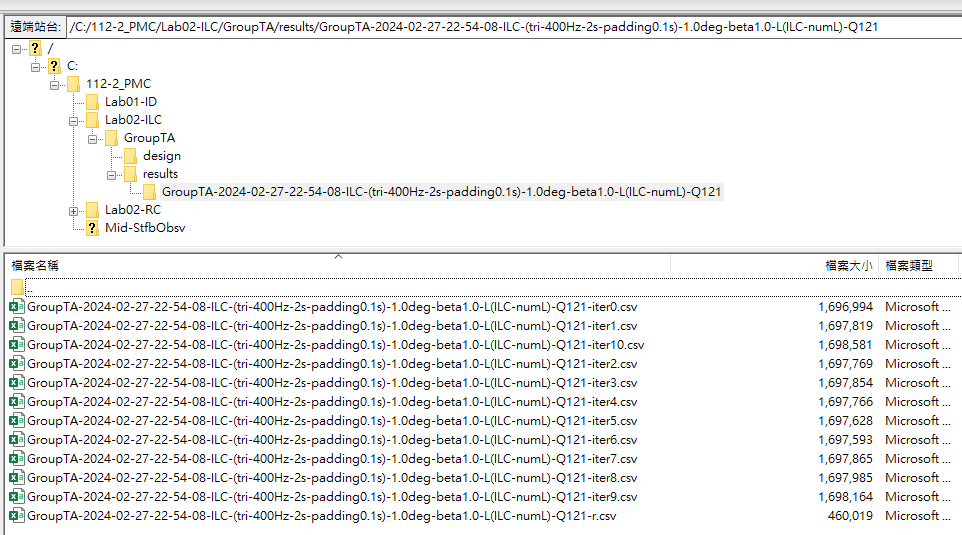 遠端站台: /C:/112-2_PMC/Lab02-ILC/GroupTA/results/GroupTA-2024-02-27-22-54-08-ILC-(tri-400Hz-2s-padding0.1s)-1.0deg-beta1.0-L(ILC-numL)-Q121
? /
? C:
112-2_PMC
Lab01-ID
Lab02-ILC
GroupTA
design
results
GroupTA-2024-02-27-22-54-08-ILC-(tri-400Hz-2s-padding0.1s)-1.0deg-beta1.0-L(ILC-numL)-Q121
Lab02-RC
? Mid-StfbObsv
檔案名稱 檔案大小 檔案類型
..
GroupTA-2024-02-27-22-54-08-ILC-(tri-400Hz-2s-padding0.1s)-1.0deg-beta1.0-L(ILC-numL)-Q121-iter0.csv 1,696,994 Microsoft ...
GroupTA-2024-02-27-22-54-08-ILC-(tri-400Hz-2s-padding0.1s)-1.0deg-beta1.0-L(ILC-numL)-Q121-iter1.csv 1,697,819 Microsoft ...
GroupTA-2024-02-27-22-54-08-ILC-(tri-400Hz-2s-padding0.1s)-1.0deg-beta1.0-L(ILC-numL)-Q121-iter10.csv 1,698,581 Microsoft ...
GroupTA-2024-02-27-22-54-08-ILC-(tri-400Hz-2s-padding0.1s)-1.0deg-beta1.0-L(ILC-numL)-Q121-iter2.csv 1,697,769 Microsoft ...
GroupTA-2024-02-27-22-54-08-ILC-(tri-400Hz-2s-padding0.1s)-1.0deg-beta1.0-L(ILC-numL)-Q121-iter3.csv 1,697,854 Microsoft ...
GroupTA-2024-02-27-22-54-08-ILC-(tri-400Hz-2s-padding0.1s)-1.0deg-beta1.0-L(ILC-numL)-Q121-iter4.csv 1,697,766 Microsoft ...
GroupTA-2024-02-27-22-54-08-ILC-(tri-400Hz-2s-padding0.1s)-1.0deg-beta1.0-L(ILC-numL)-Q121-iter5.csv 1,697,628 Microsoft ...
GroupTA-2024-02-27-22-54-08-ILC-(tri-400Hz-2s-padding0.1s)-1.0deg-beta1.0-L(ILC-numL)-Q121-iter6.csv 1,697,593 Microsoft ...
GroupTA-2024-02-27-22-54-08-ILC-(tri-400Hz-2s-padding0.1s)-1.0deg-beta1.0-L(ILC-numL)-Q121-iter7.csv 1,697,865 Microsoft ...
GroupTA-2024-02-27-22-54-08-ILC-(tri-400Hz-2s-padding0.1s)-1.0deg-beta1.0-L(ILC-numL)-Q121-iter8.csv 1,697,985 Microsoft ...
GroupTA-2024-02-27-22-54-08-ILC-(tri-400Hz-2s-padding0.1s)-1.0deg-beta1.0-L(ILC-numL)-Q121-iter9.csv 1,698,164 Microsoft ...
GroupTA-2024-02-27-22-54-08-ILC-(tri-400Hz-2s-padding0.1s)-1.0deg-beta1.0-L(ILC-numL)-Q121-r.csv 460,019 Microsoft ...